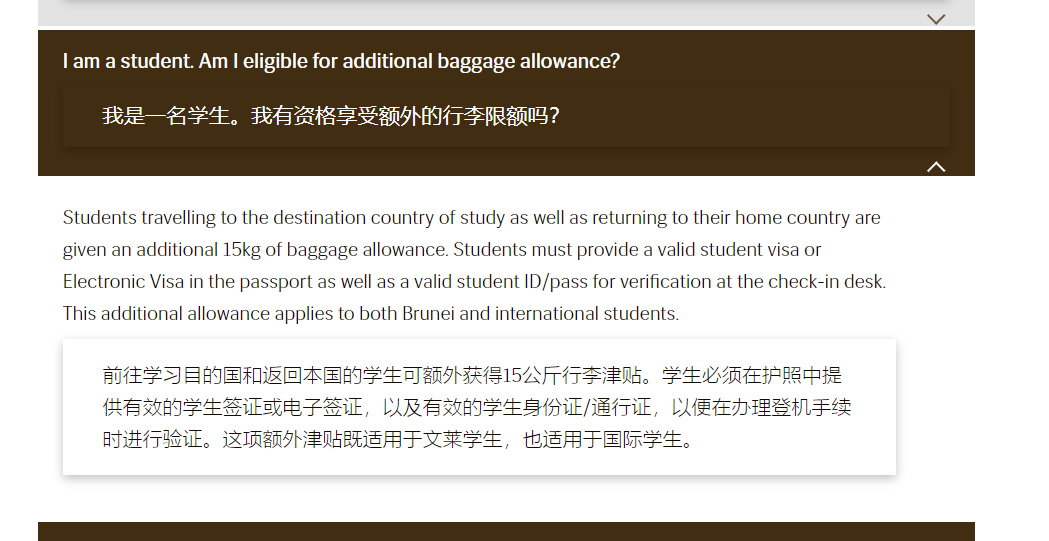 I am a student. Am I eligible for additional baggage allowance?
我是一名学生。我有资格享受额外的行李限额吗？
Students travelling to the destination country of study as well as returning to their home country are
given an additional 15kg of baggage allowance. Students must provide a valid student visa or
Electronic Visa in the passport as well as a valid student ID/pass for verification at the check-in desk.
This additional allowance applies to both Brunei and international students.
前往学习目的国和返回本国的学生可额外获得15公斤行李津贴。学生必须在护照中提
供有效的学生签证或电子签证，以及有效的学生身份证/通行证，以便在办理登机手续
时进行验证。这项额外津贴既适用于文莱学生，也适用于国际学生。